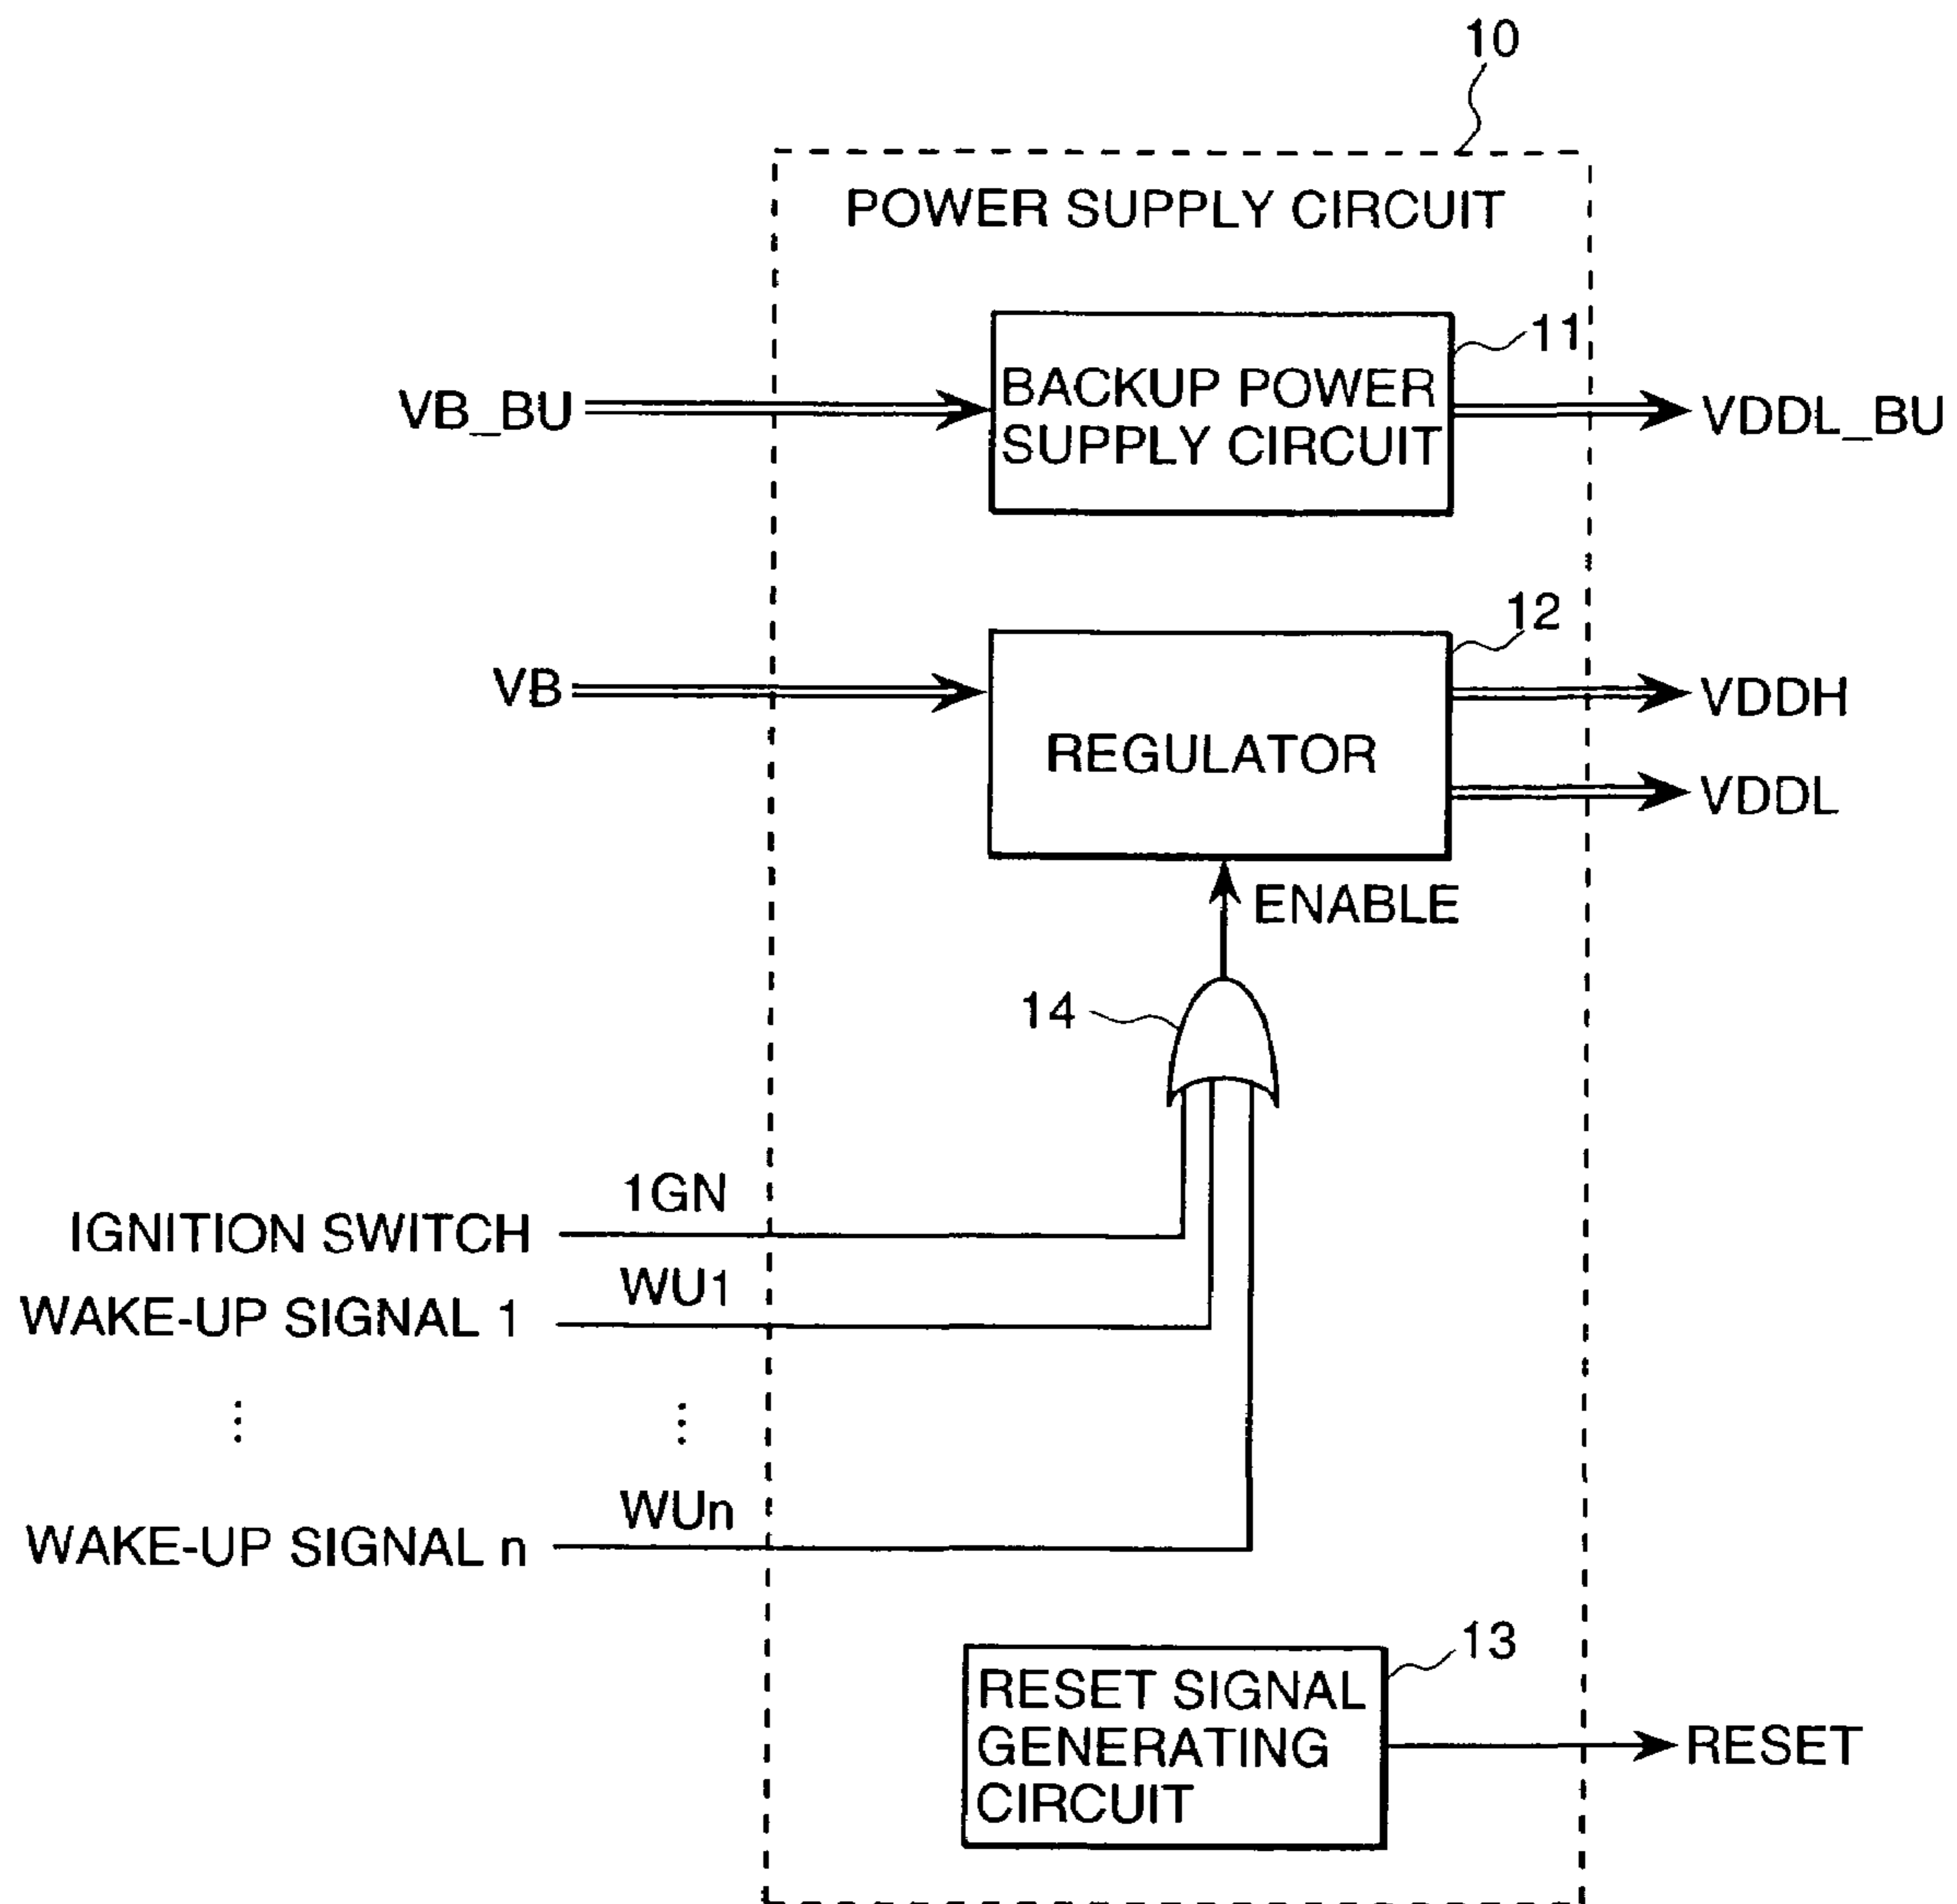 10
POWER SUPPLY CIRCUIT
11
BACKUP POWER
SUPPLY CIRCUIT
VB_BU
VDDL_BU
12
VB
REGULATOR
VDDH
VDDL
ENABLE
14
IGNITION SWITCH
1GN
WAKE-UP SIGNAL 1
WU1
WAKE-UP SIGNAL n
WUn
13
RESET SIGNAL
GENERATING
CIRCUIT
RESET